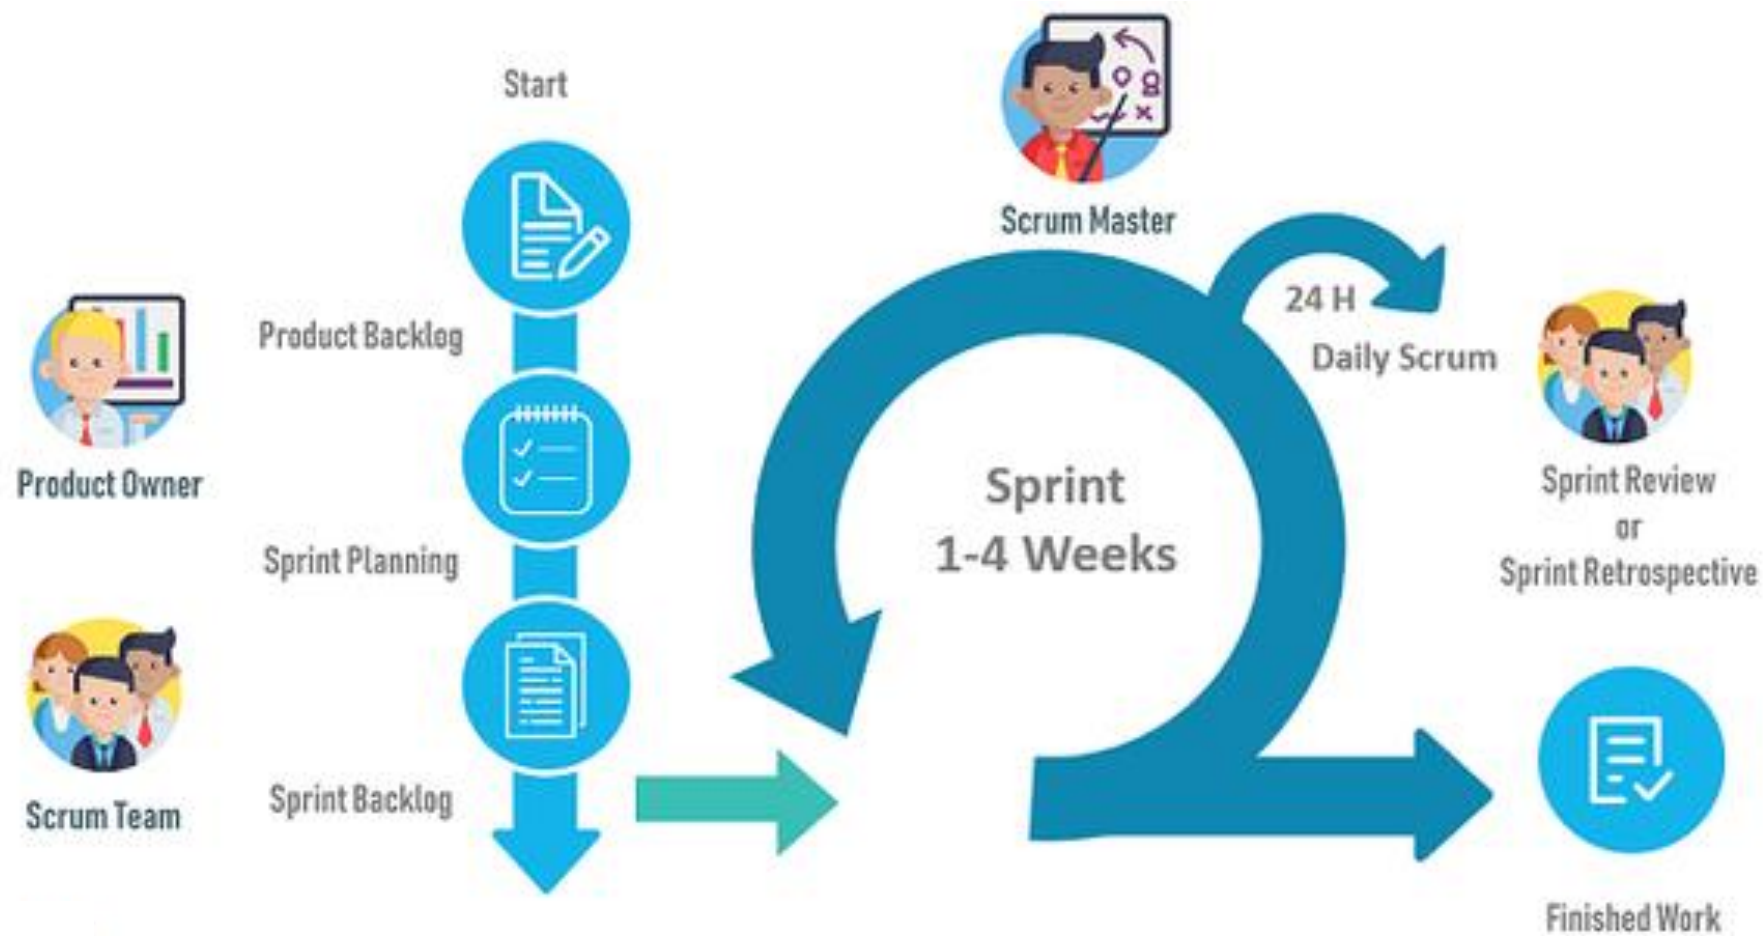 Start
Scrum Master
24 H
Daily Scrum
Product Backlog
Product Owner
Sprint
1-4 Weeks
Sprint Review
or
Sprint Retrospective
Sprint Planning
Scrum Team
Sprint Backlog
Finished Work